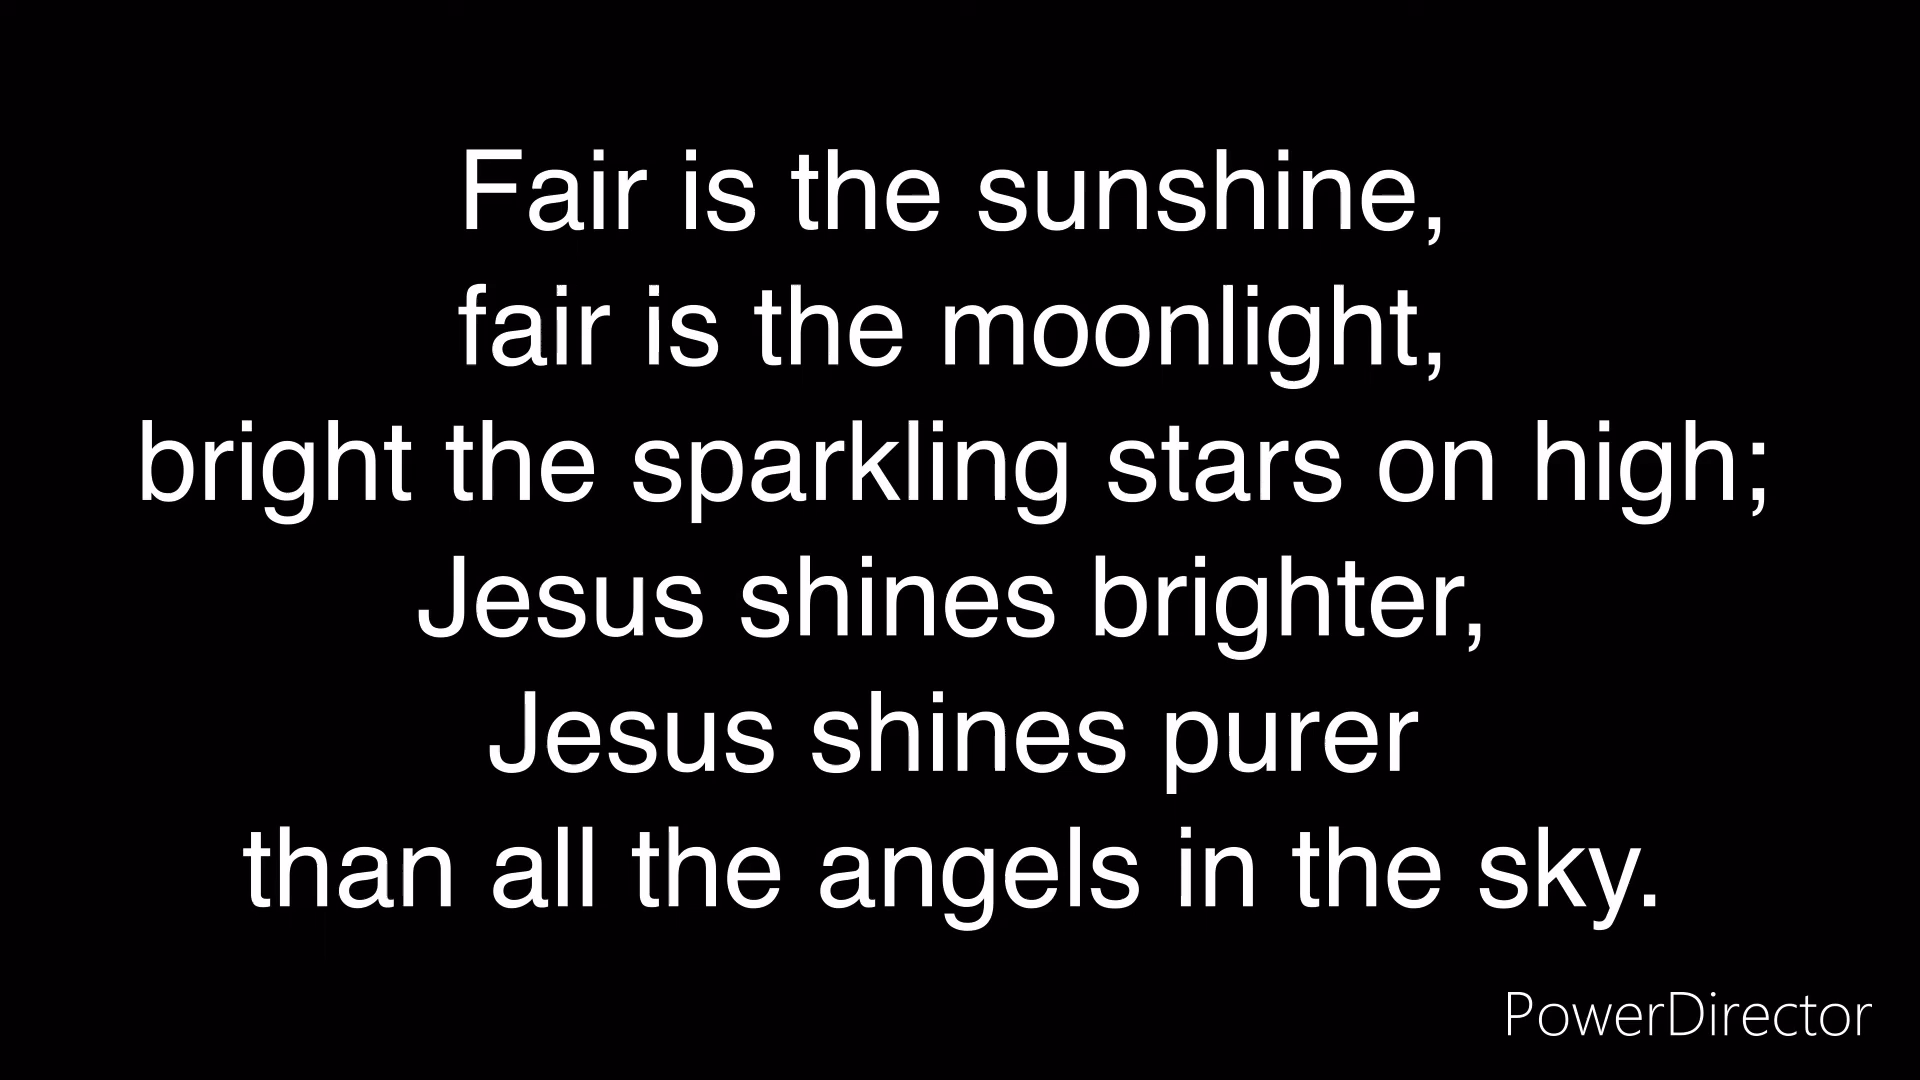 Fair is the sunshine,
fair is the moonlight,
bright the sparkling stars on high;
Jesus shines brighter,
Jesus shines purer
than all the angels in the sky.
PowerDirector